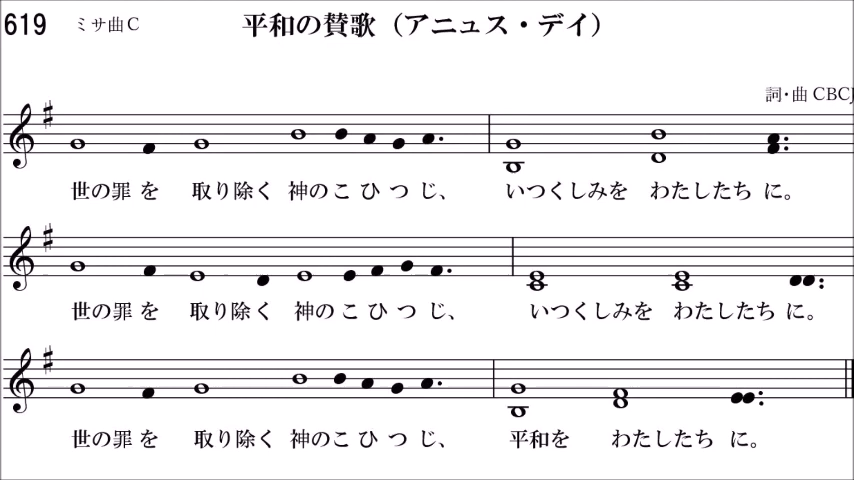 619 ミサ曲C 平和の賛歌（アニュス・デイ）
詞・曲 CBCJ
世の罪を 取り除く 神のこひつじ、 いつくしみを わたしたちに。
世の罪を 取り除く 神のこひつじ、 いつくしみを わたしたちに。
世の罪を 取り除く 神のこひつじ、 平和を わたしたちに。